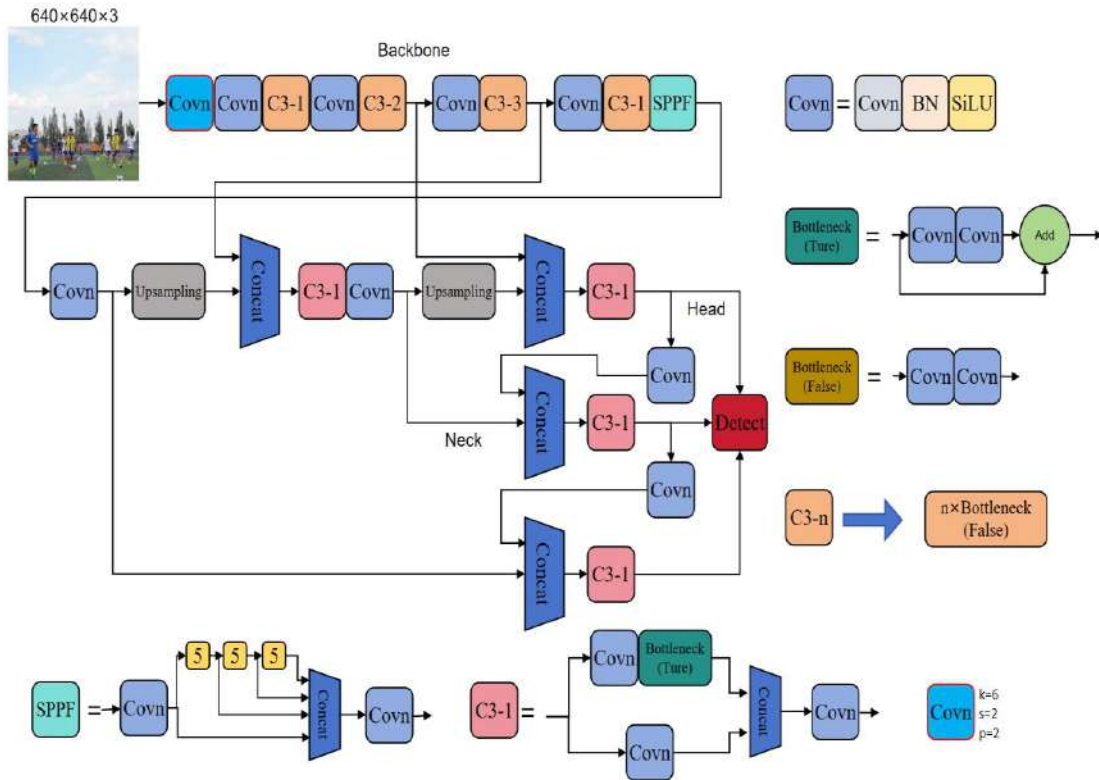 640×640×3
Backbone
Covn Covn C3-1 Covn C3-2 Covn C3-3 Covn C3-1 SPPF
Covn = Covn BN SiLU
Bottleneck
(Ture)
= Covn Covn Add
Covn Upsampling Concat C3-1 Covn Upsampling Concat C3-1
Head
Covn
Bottleneck
(False)
= Covn Covn
Concat C3-1 Detect
Neck
Covn
C3-n
n×Bottleneck
(False)
Concat C3-1
SPPF = Covn 5 5 5 Concat Covn
C3-1 = Covn Bottleneck
(Ture)
Covn Concat Covn
Covn
k=6
s=2
p=2